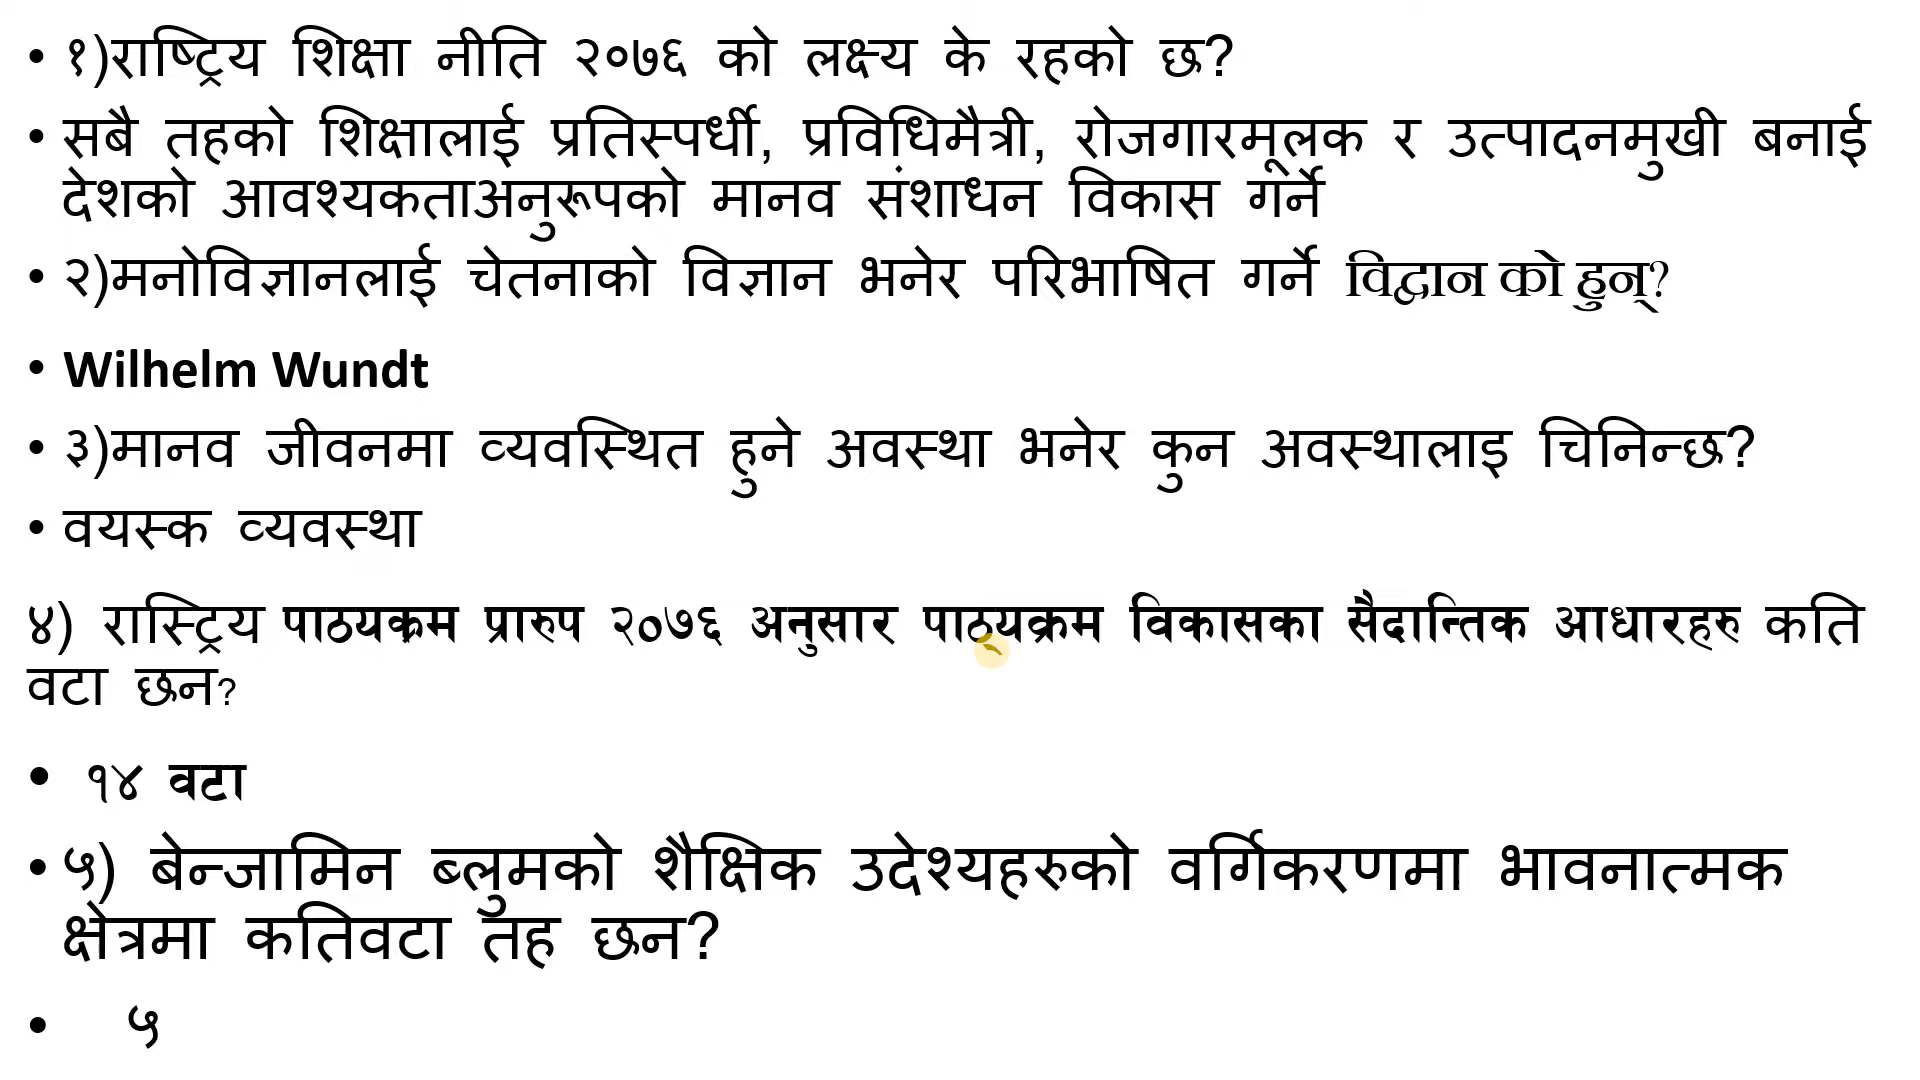 • १)राष्ट्रिय शिक्षा नीति २०७६ को लक्ष्य के रहको छ?
• सबै तहको शिक्षालाई प्रतिस्पर्धी, प्रविधिमैत्री, रोजगारमूलक र उत्पादनमुखी बनाई
देशको आवश्यकताअनुरूपको मानव संशाधन विकास गर्ने
• २)मनोविज्ञानलाई चेतनाको विज्ञान भनेर परिभाषित गर्ने विद्वान को हुन्?
• Wilhelm Wundt
• ३)मानव जीवनमा व्यवस्थित हुने अवस्था भनेर कुन अवस्थालाइ चिनिन्छ?
• वयस्क व्यवस्था
४) रास्ट्रिय पाठयक्रम प्रारुप २०७६ अनुसार पाठ्यक्रम विकासका सैदान्तिक आधारहरु कति
वटा छन?
• १४ वटा
• ५) बेन्जामिन ब्लुमको शैक्षिक उदेश्यहरुको वर्गिकरणमा भावनात्मक
क्षेत्रमा कतिवटा तह छन?
• ५